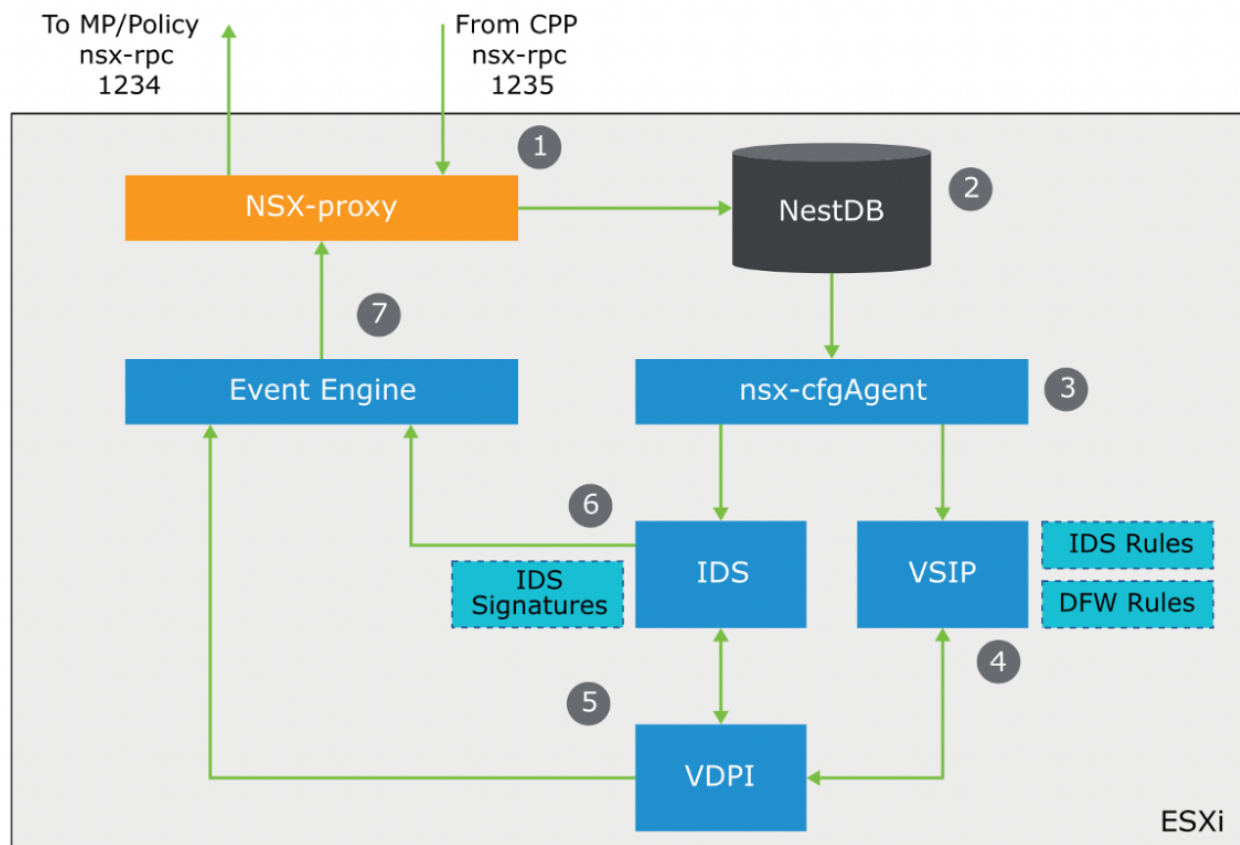 To MP/Policy
nsx-rpc
1234
From CPP
nsx-rpc
1235
1
NSX-proxy
NestDB
2
7
Event Engine
nsx-cfgAgent
3
6
IDS
Signatures
IDS
VSIP
IDS Rules
DFW Rules
4
5
VDPI
ESXi